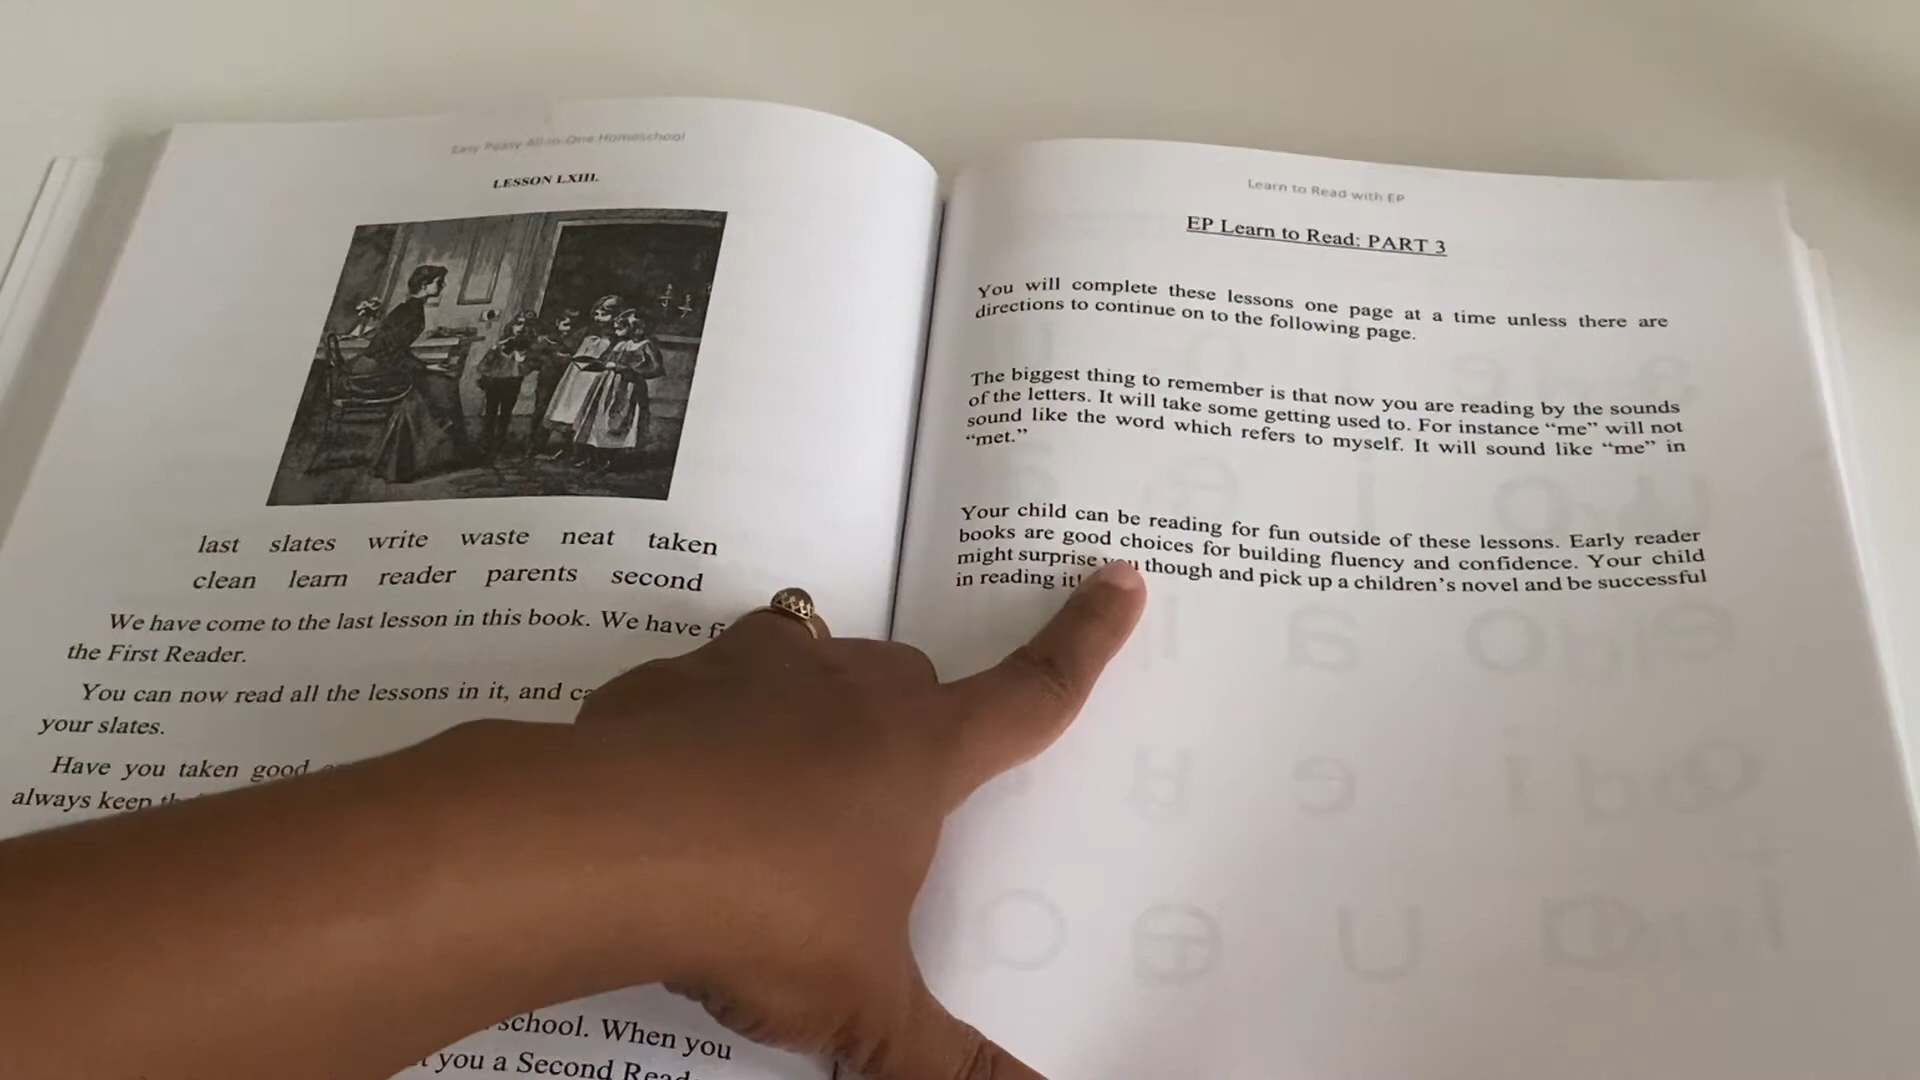 Easy Peasy All-in-One Homeschool
LESSON LXIII.
last slates write waste neat taken
clean learn reader parents second
We have come to the last lesson in this book. We have
the First Reader.
You can now read all the lessons in it, and
your slates.
Have you taken good
always keep
school. When you
you a Second
Learn to Read with EP
EP Learn to Read: PART 3
You will complete these lessons one page at a time unless there are
directions to continue on to the following page.
The biggest thing to remember is that now you are reading by the sounds
of the letters. It will take some getting used to. For instance “me” will not
sound like the word which refers to myself. It will sound like “me” in
“met.”
Your child can be reading for fun outside of these lessons. Early reader
books are good choices for building fluency and confidence. Your child
might surprise you though and pick up a children’s novel and be successful
in reading it!